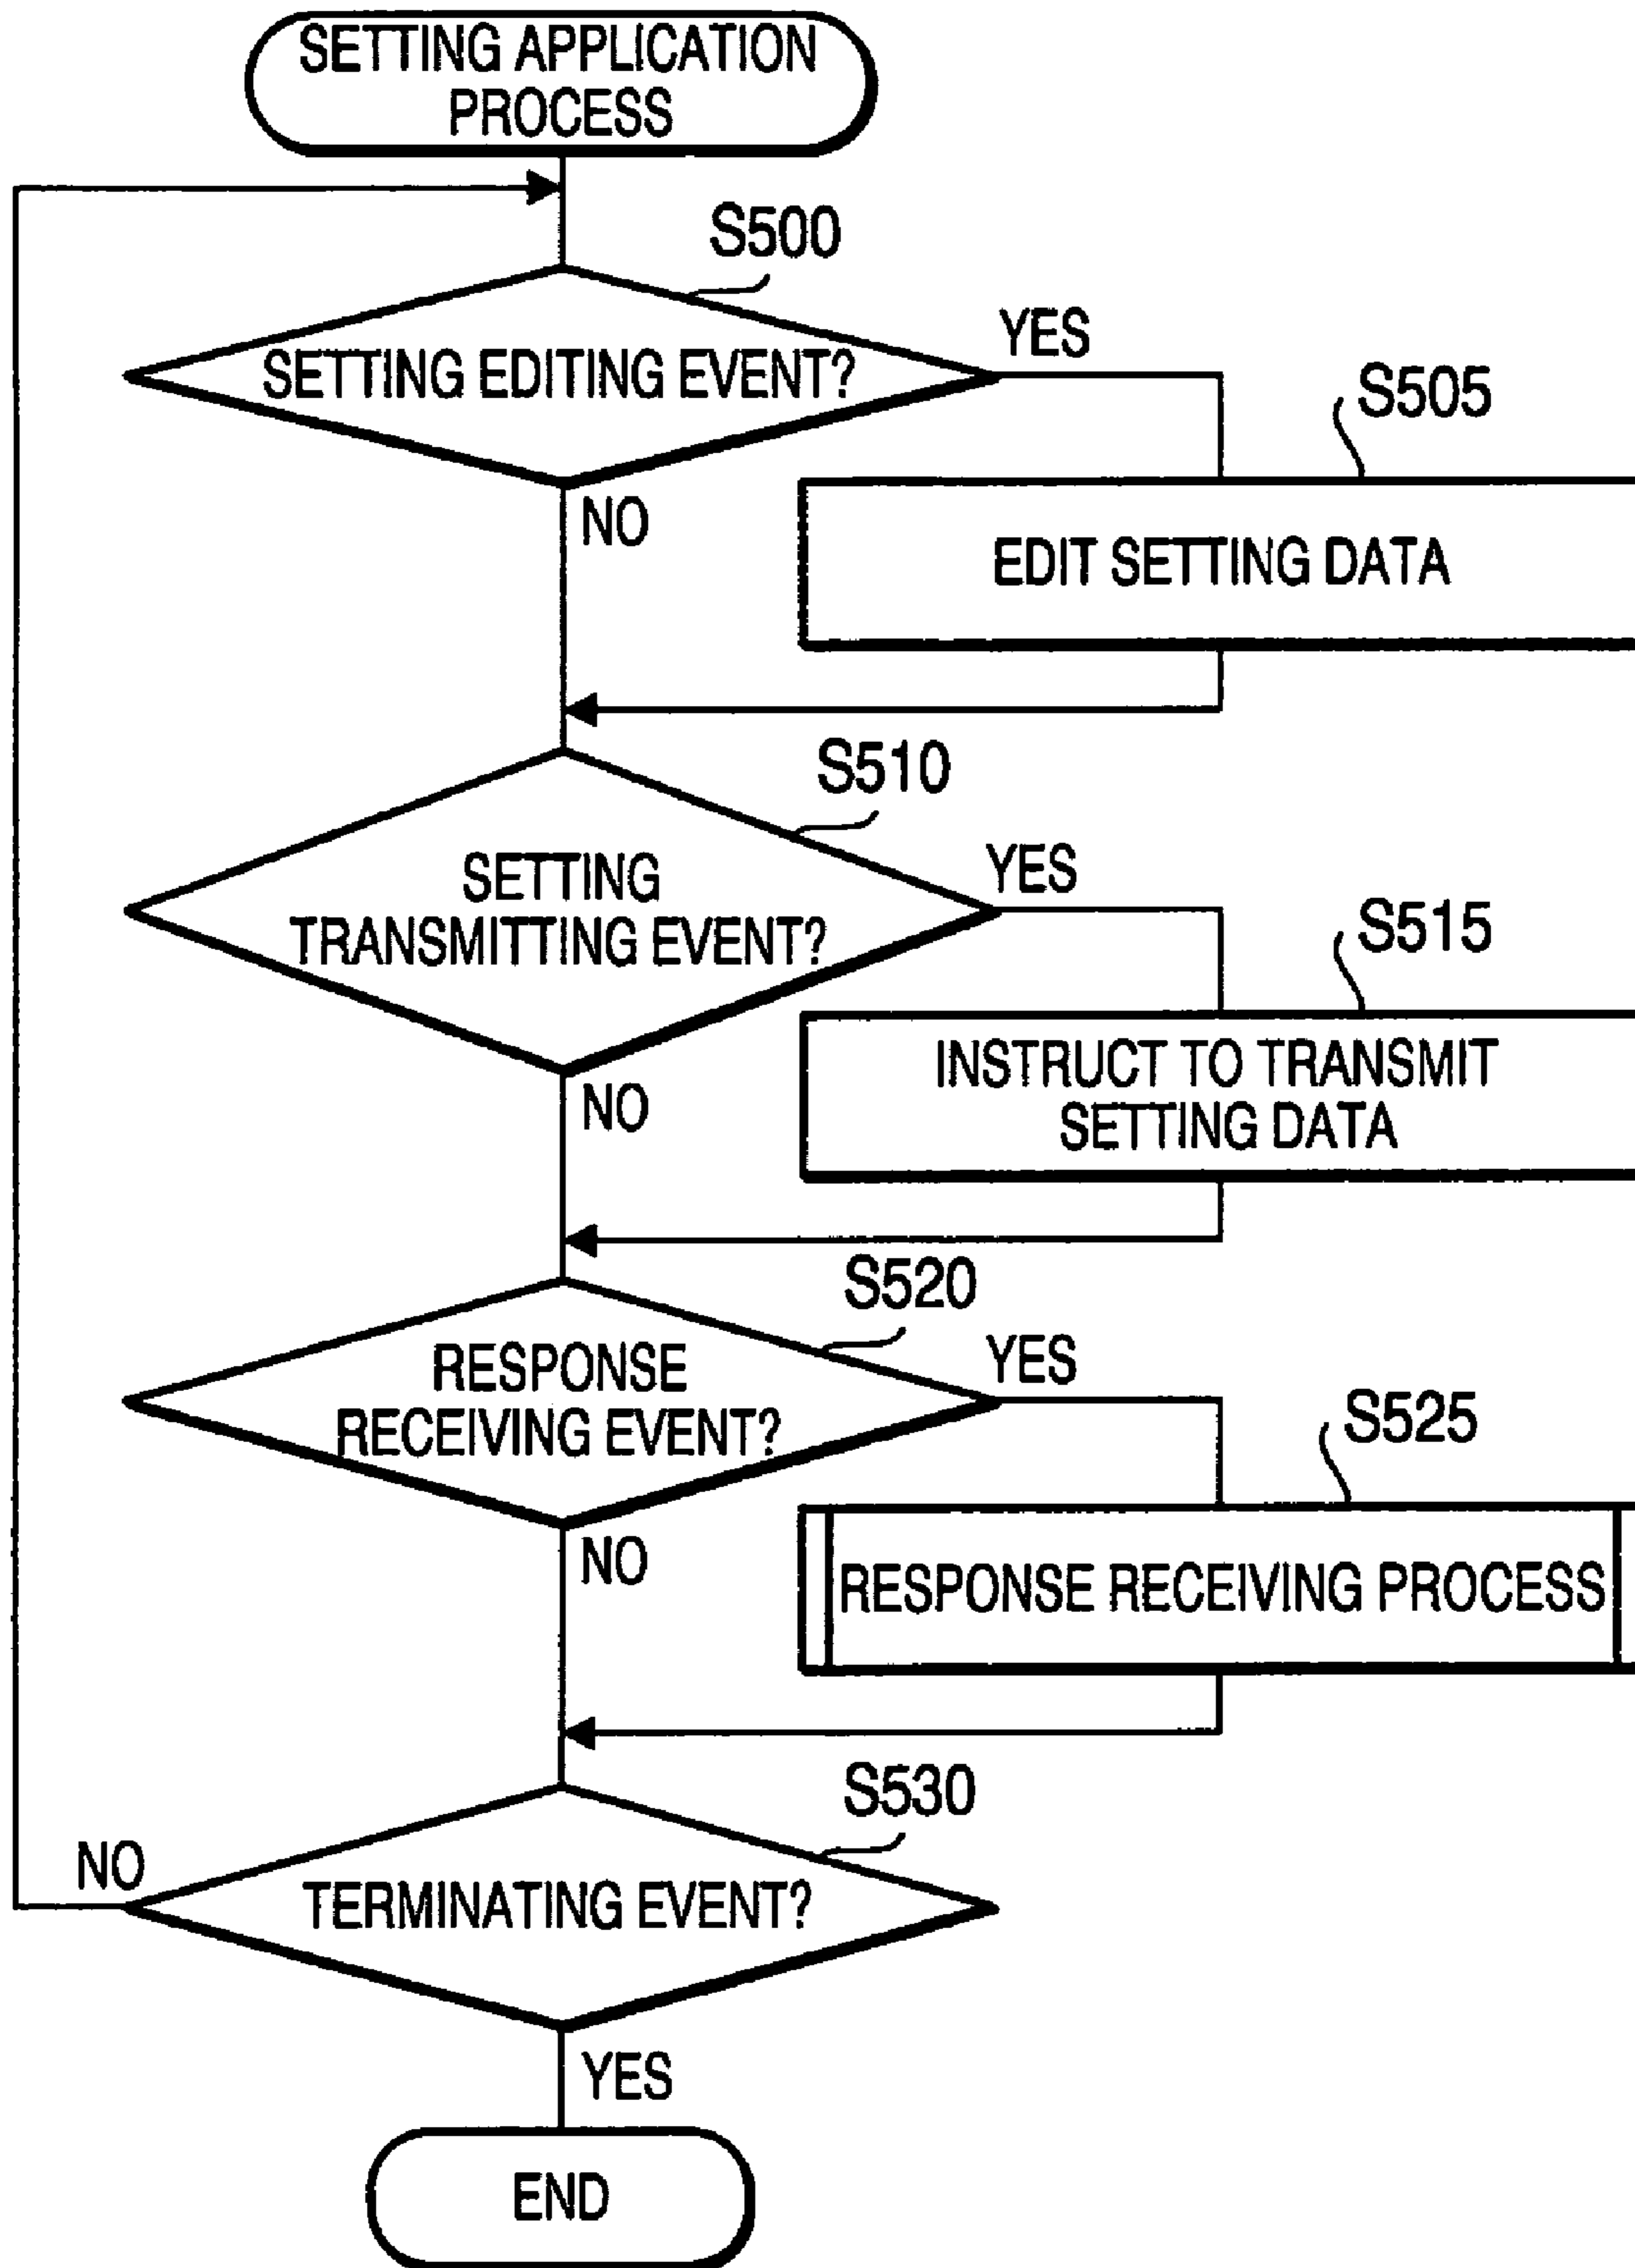 SETTING APPLICATION
PROCESS
S500
SETTING EDITING EVENT?
YES
NO
S505
EDIT SETTING DATA
S510
SETTING
TRANSMITTING EVENT?
YES
NO
S515
INSTRUCT TO TRANSMIT
SETTING DATA
S520
RESPONSE
RECEIVING EVENT?
YES
NO
S525
RESPONSE RECEIVING PROCESS
S530
TERMINATING EVENT?
NO
YES
END